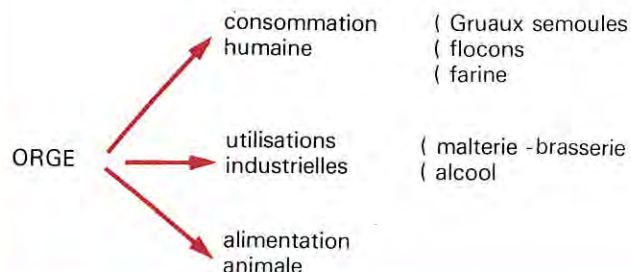 consommation ( Gruaux semoules
humaine ( flocons
( farine
ORGE
utilisations ( malterie - brasserie
industrielles ( alcool
alimentation
animale